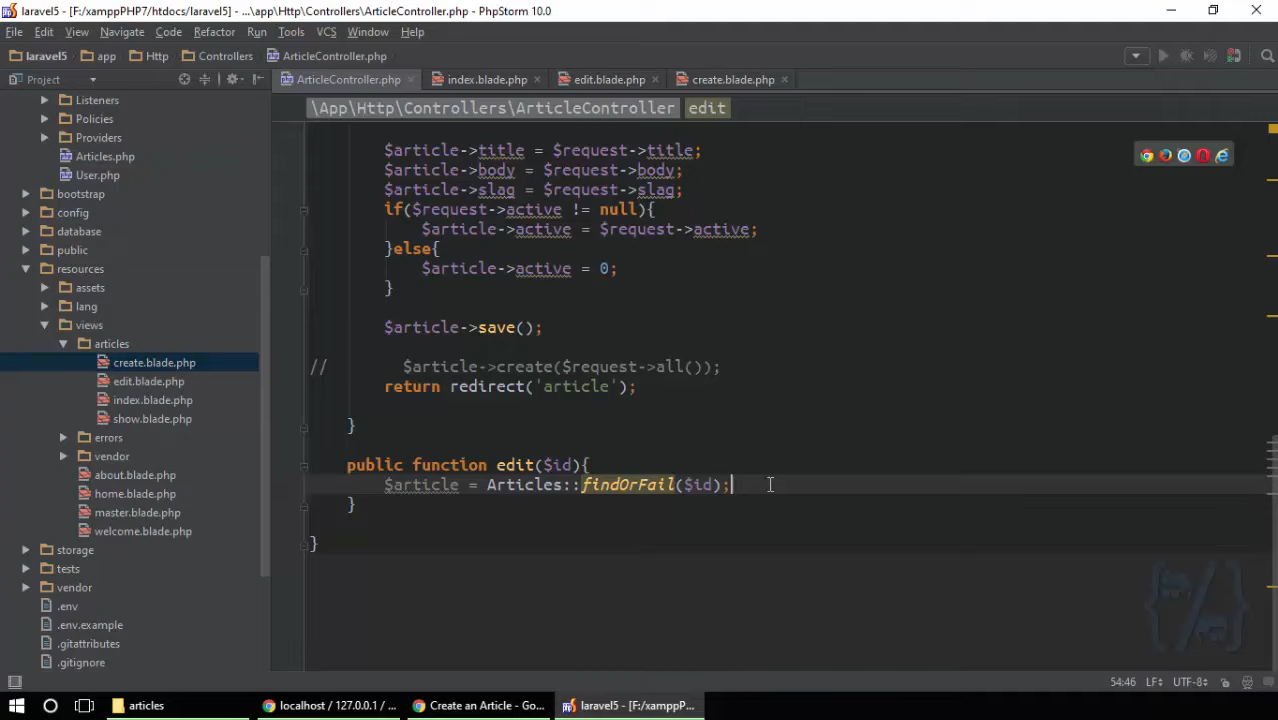 laravel5 - [F:/xamppPHP7/htdocs/laravel5] - ...\app\Http\Controllers\ArticleController.php - PhpStorm 10.0
File Edit View Navigate Code Refactor Run Tools VCS Window Help
laravel5 app Http Controllers ArticleController.php
Project
ArticleController.php index.blade.php edit.blade.php create.blade.php
\App\Http\Controllers\ArticleController edit
Listeners
Policies
Providers
Articles.php
User.php
bootstrap
config
database
public
resources
assets
lang
views
articles
create.blade.php
edit.blade.php
index.blade.php
show.blade.php
errors
vendor
about.blade.php
home.blade.php
master.blade.php
welcome.blade.php
storage
tests
vendor
.env
.env.example
.gitattributes
.gitignore
$article->title = $request->title;
$article->body = $request->body;
$article->slag = $request->slag;
if($request->active != null){
$article->active = $request->active;
}else{
$article->active = 0;
}
$article->save();
// $article->create($request->all());
return redirect('article');
}
public function edit($id){
$article = Articles::findOrFail($id);
}
}
54:46 LF UTF-8
articles localhost / 127.0.0.1 / ... Create an Article - Go... laravel5 - [F:/xamppP...